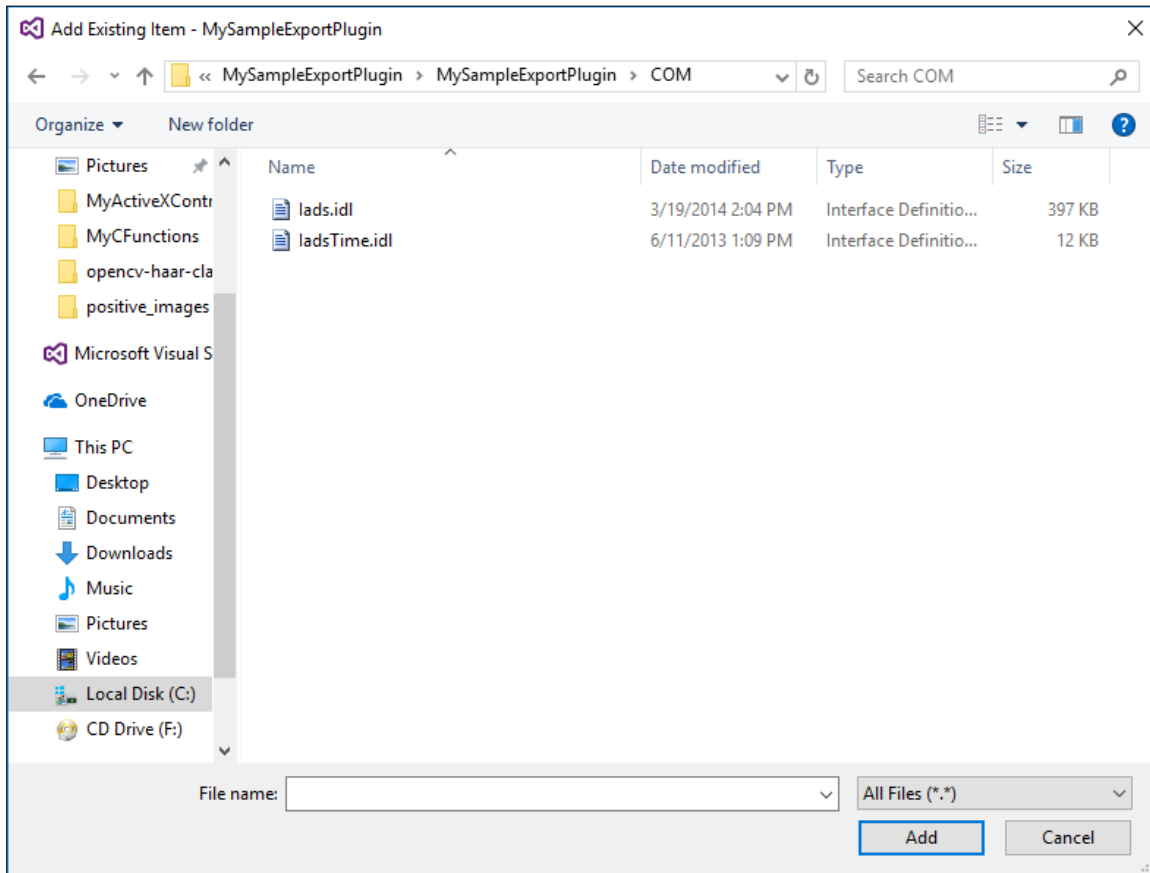 Add Existing Item - MySampleExportPlugin
« MySampleExportPlugin > MySampleExportPlugin > COM
Search COM
Organize
New folder
Name Date modified Type Size
lads.idl 3/19/2014 2:04 PM Interface Definitio... 397 KB
ladsTime.idl 6/11/2013 1:09 PM Interface Definitio... 12 KB
Pictures
MyActiveXContr
MyCFunctions
opencv-haar-cla
positive_images
Microsoft Visual S
OneDrive
This PC
Desktop
Documents
Downloads
Music
Pictures
Videos
Local Disk (C:)
CD Drive (F:)
File name:
All Files (*.*)
Add
Cancel